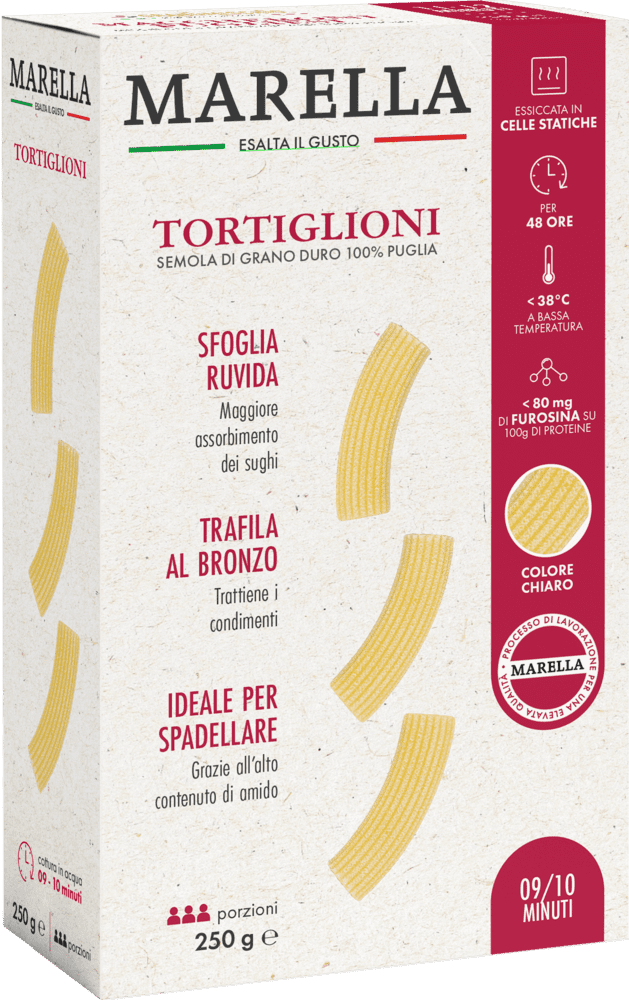 MARELLA
ESALTA IL GUSTO
TORTIGLIONI
cottura in acqua
09 - 10 minuti
250 g e
porzioni
MARELLA
ESALTA IL GUSTO
TORTIGLIONI
SEMOLA DI GRANO DURO 100% PUGLIA
SFOGLIA
RUVIDA
Maggiore
assorbimento
dei sughi
TRAFILA
AL BRONZO
Trattiene i
condimenti
IDEALE PER
SPADELLARE
Grazie all'alto
contenuto di amido
porzioni
250 g e
ESSICCATA IN
CELLE STATICHE
PER
48 ORE
< 38°C
A BASSA
TEMPERATURA
< 80 mg
DI FUROSINA SU
100g DI PROTEINE
COLORE
CHIARO
PROCESSO DI LAVORAZIONE PER UNA ELEVATA QUALITÀ
MARELLA
09/10
MINUTI